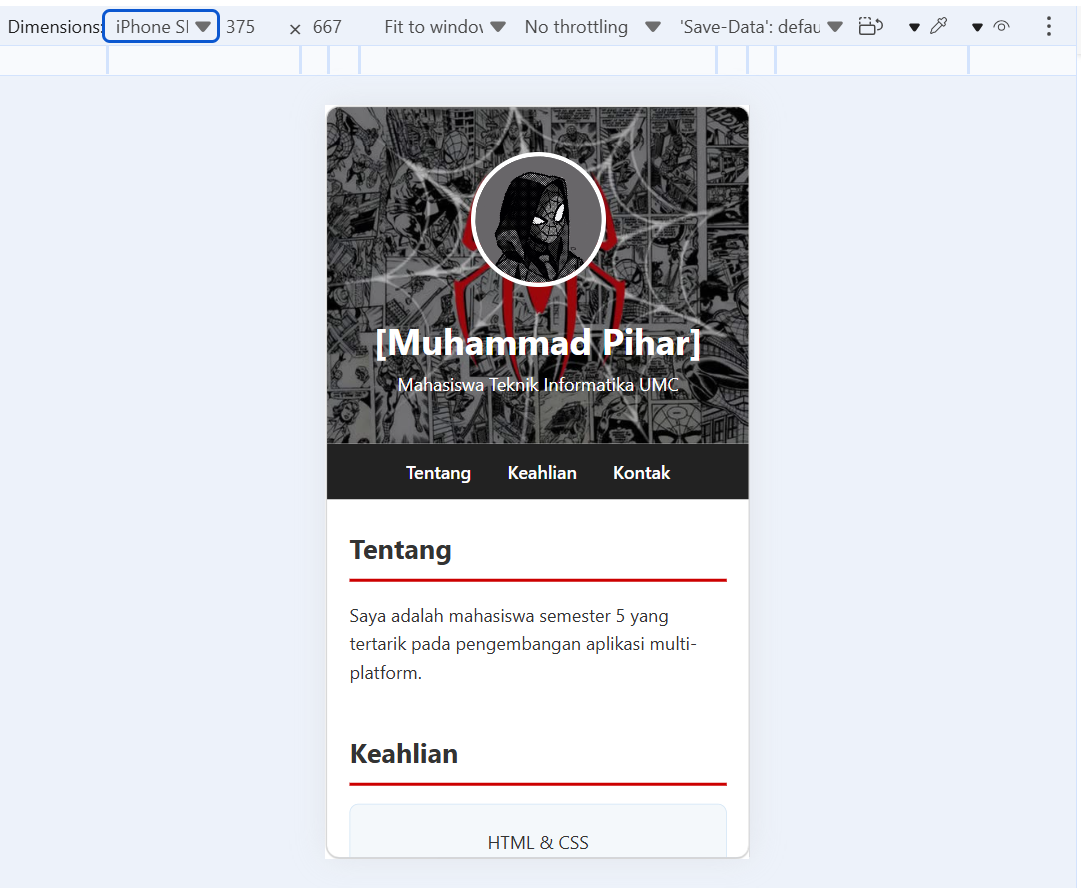 Dimensions: iPhone SI 375 × 667 Fit to window No throttling 'Save-Data': defau
[Muhammad Pihar]
Mahasiswa Teknik Informatika UMC
Tentang Keahlian Kontak
Tentang
Saya adalah mahasiswa semester 5 yang
tertarik pada pengembangan aplikasi multi-
platform.
Keahlian
HTML & CSS